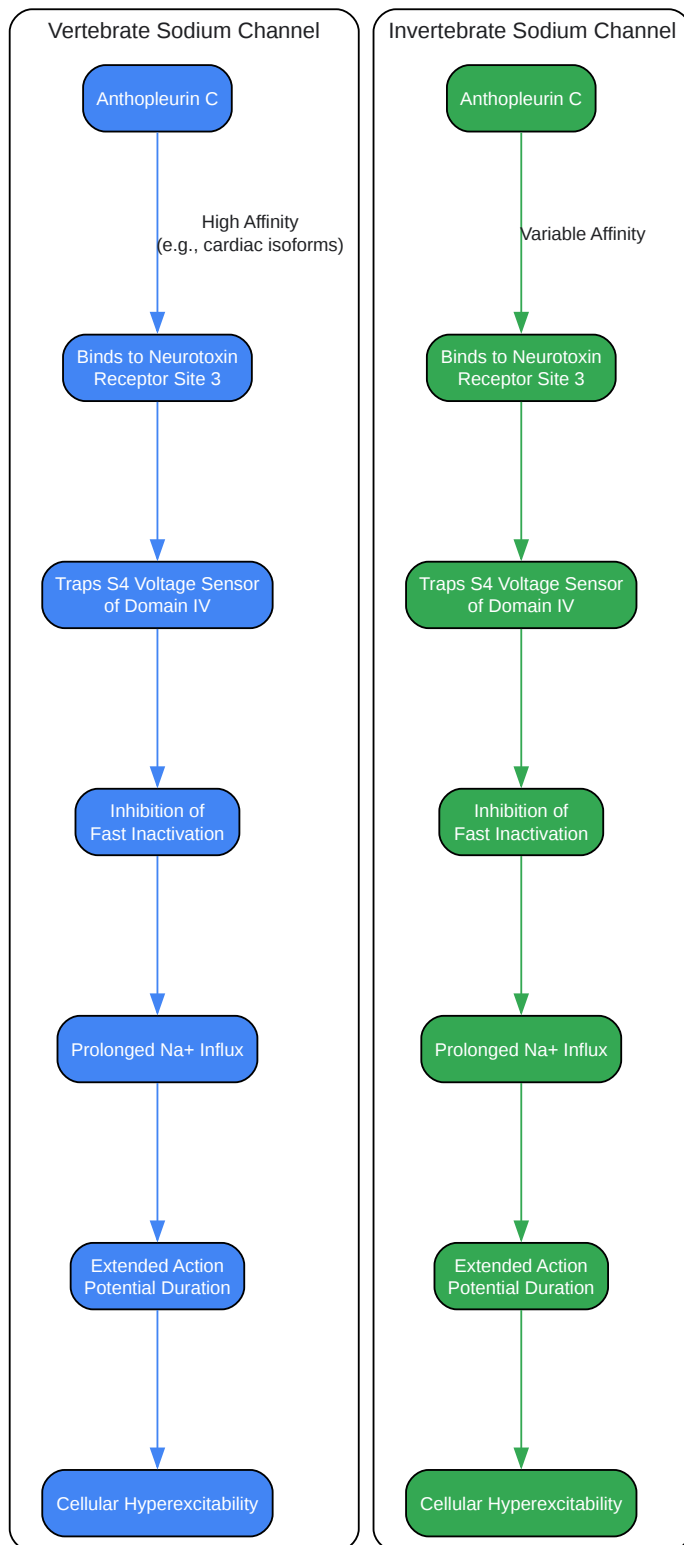 Vertebrate Sodium Channel
Anthopleurin C
High Affinity
(e.g., cardiac isoforms)
Binds to Neurotoxin
Receptor Site 3
Traps S4 Voltage Sensor
of Domain IV
Inhibition of
Fast Inactivation
Prolonged Na+ Influx
Extended Action
Potential Duration
Cellular Hyperexcitability
Invertebrate Sodium Channel
Anthopleurin C
Variable Affinity
Binds to Neurotoxin
Receptor Site 3
Traps S4 Voltage Sensor
of Domain IV
Inhibition of
Fast Inactivation
Prolonged Na+ Influx
Extended Action
Potential Duration
Cellular Hyperexcitability